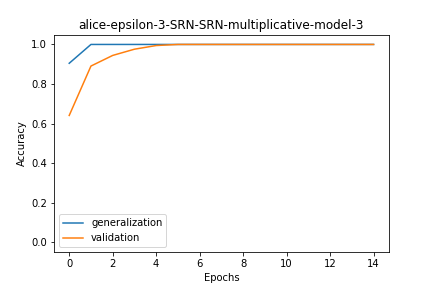 alice-epsilon-3-SRN-SRN-multiplicative-model-3
Accuracy
1.0
0.8
0.6
0.4
0.2
0.0
generalization
validation
0 2 4 6 8 10 12 14
Epochs